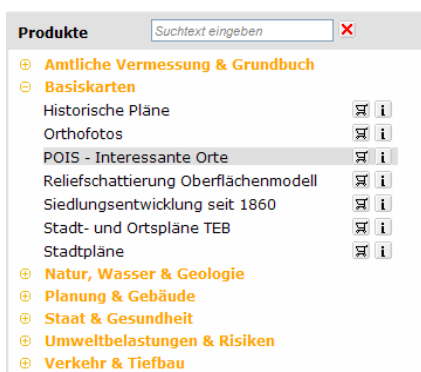 Produkte Suchtext eingeben
Amtliche Vermessung & Grundbuch
Basiskarten
Historische Pläne
Orthofotos
POIS - Interessante Orte
Reliefschattierung Oberflächenmodell
Siedlungsentwicklung seit 1860
Stadt- und Ortspläne TEB
Stadtpläne
Natur, Wasser & Geologie
Planung & Gebäude
Staat & Gesundheit
Umweltbelastungen & Risiken
Verkehr & Tiefbau